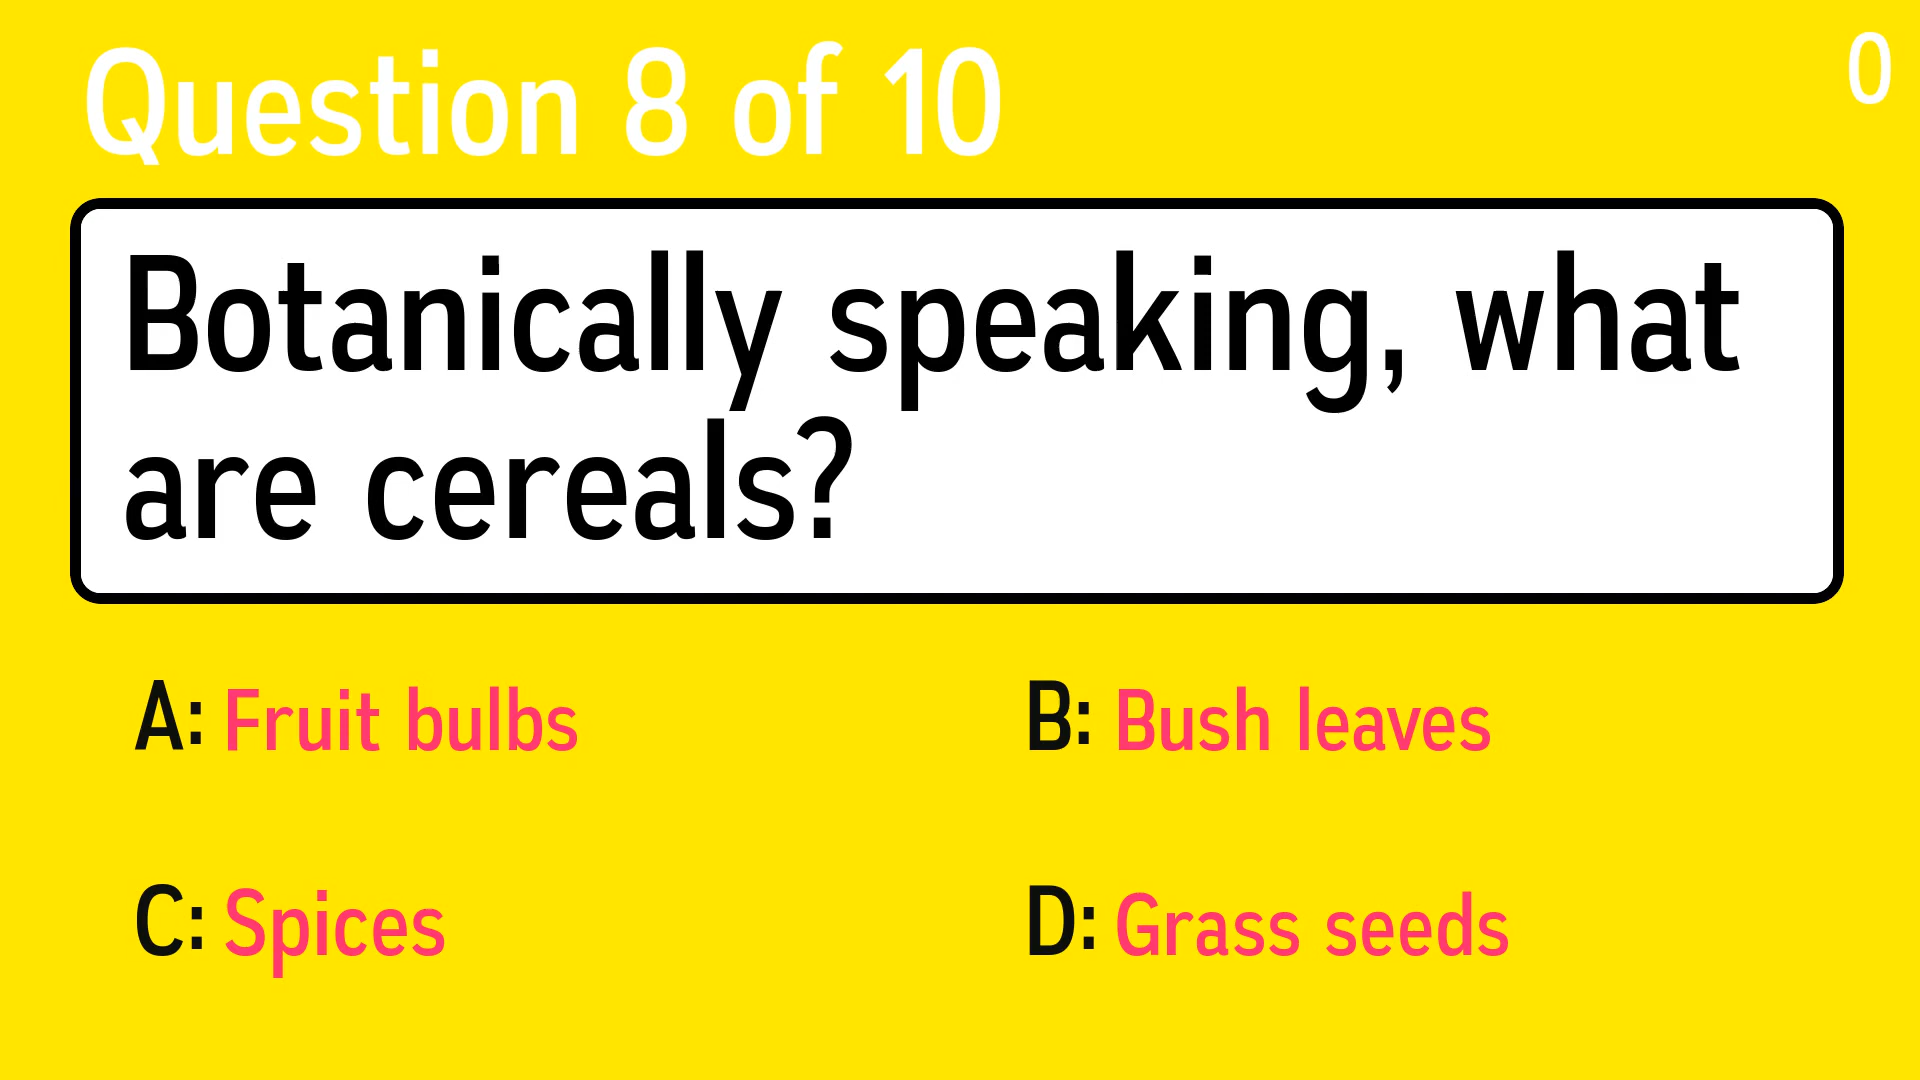 Question 8 of 10
0
Botanically speaking, what
are cereals?
A: Fruit bulbs
B: Bush leaves
C: Spices
D: Grass seeds